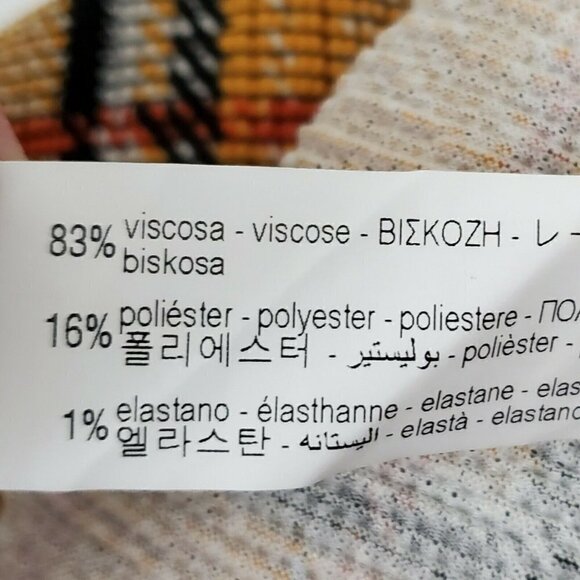 83% viscosa - viscose - ΒΙΣΚΟΖΗ - レー
biskosa
16% poliéster - polyester - poliestere - ΠΟΛ
폴리에스터 - بوليستير - polièster -
1% elastano - élasthanne - elastane - elas
엘라스탄 - اليستانه - elastà - elastano